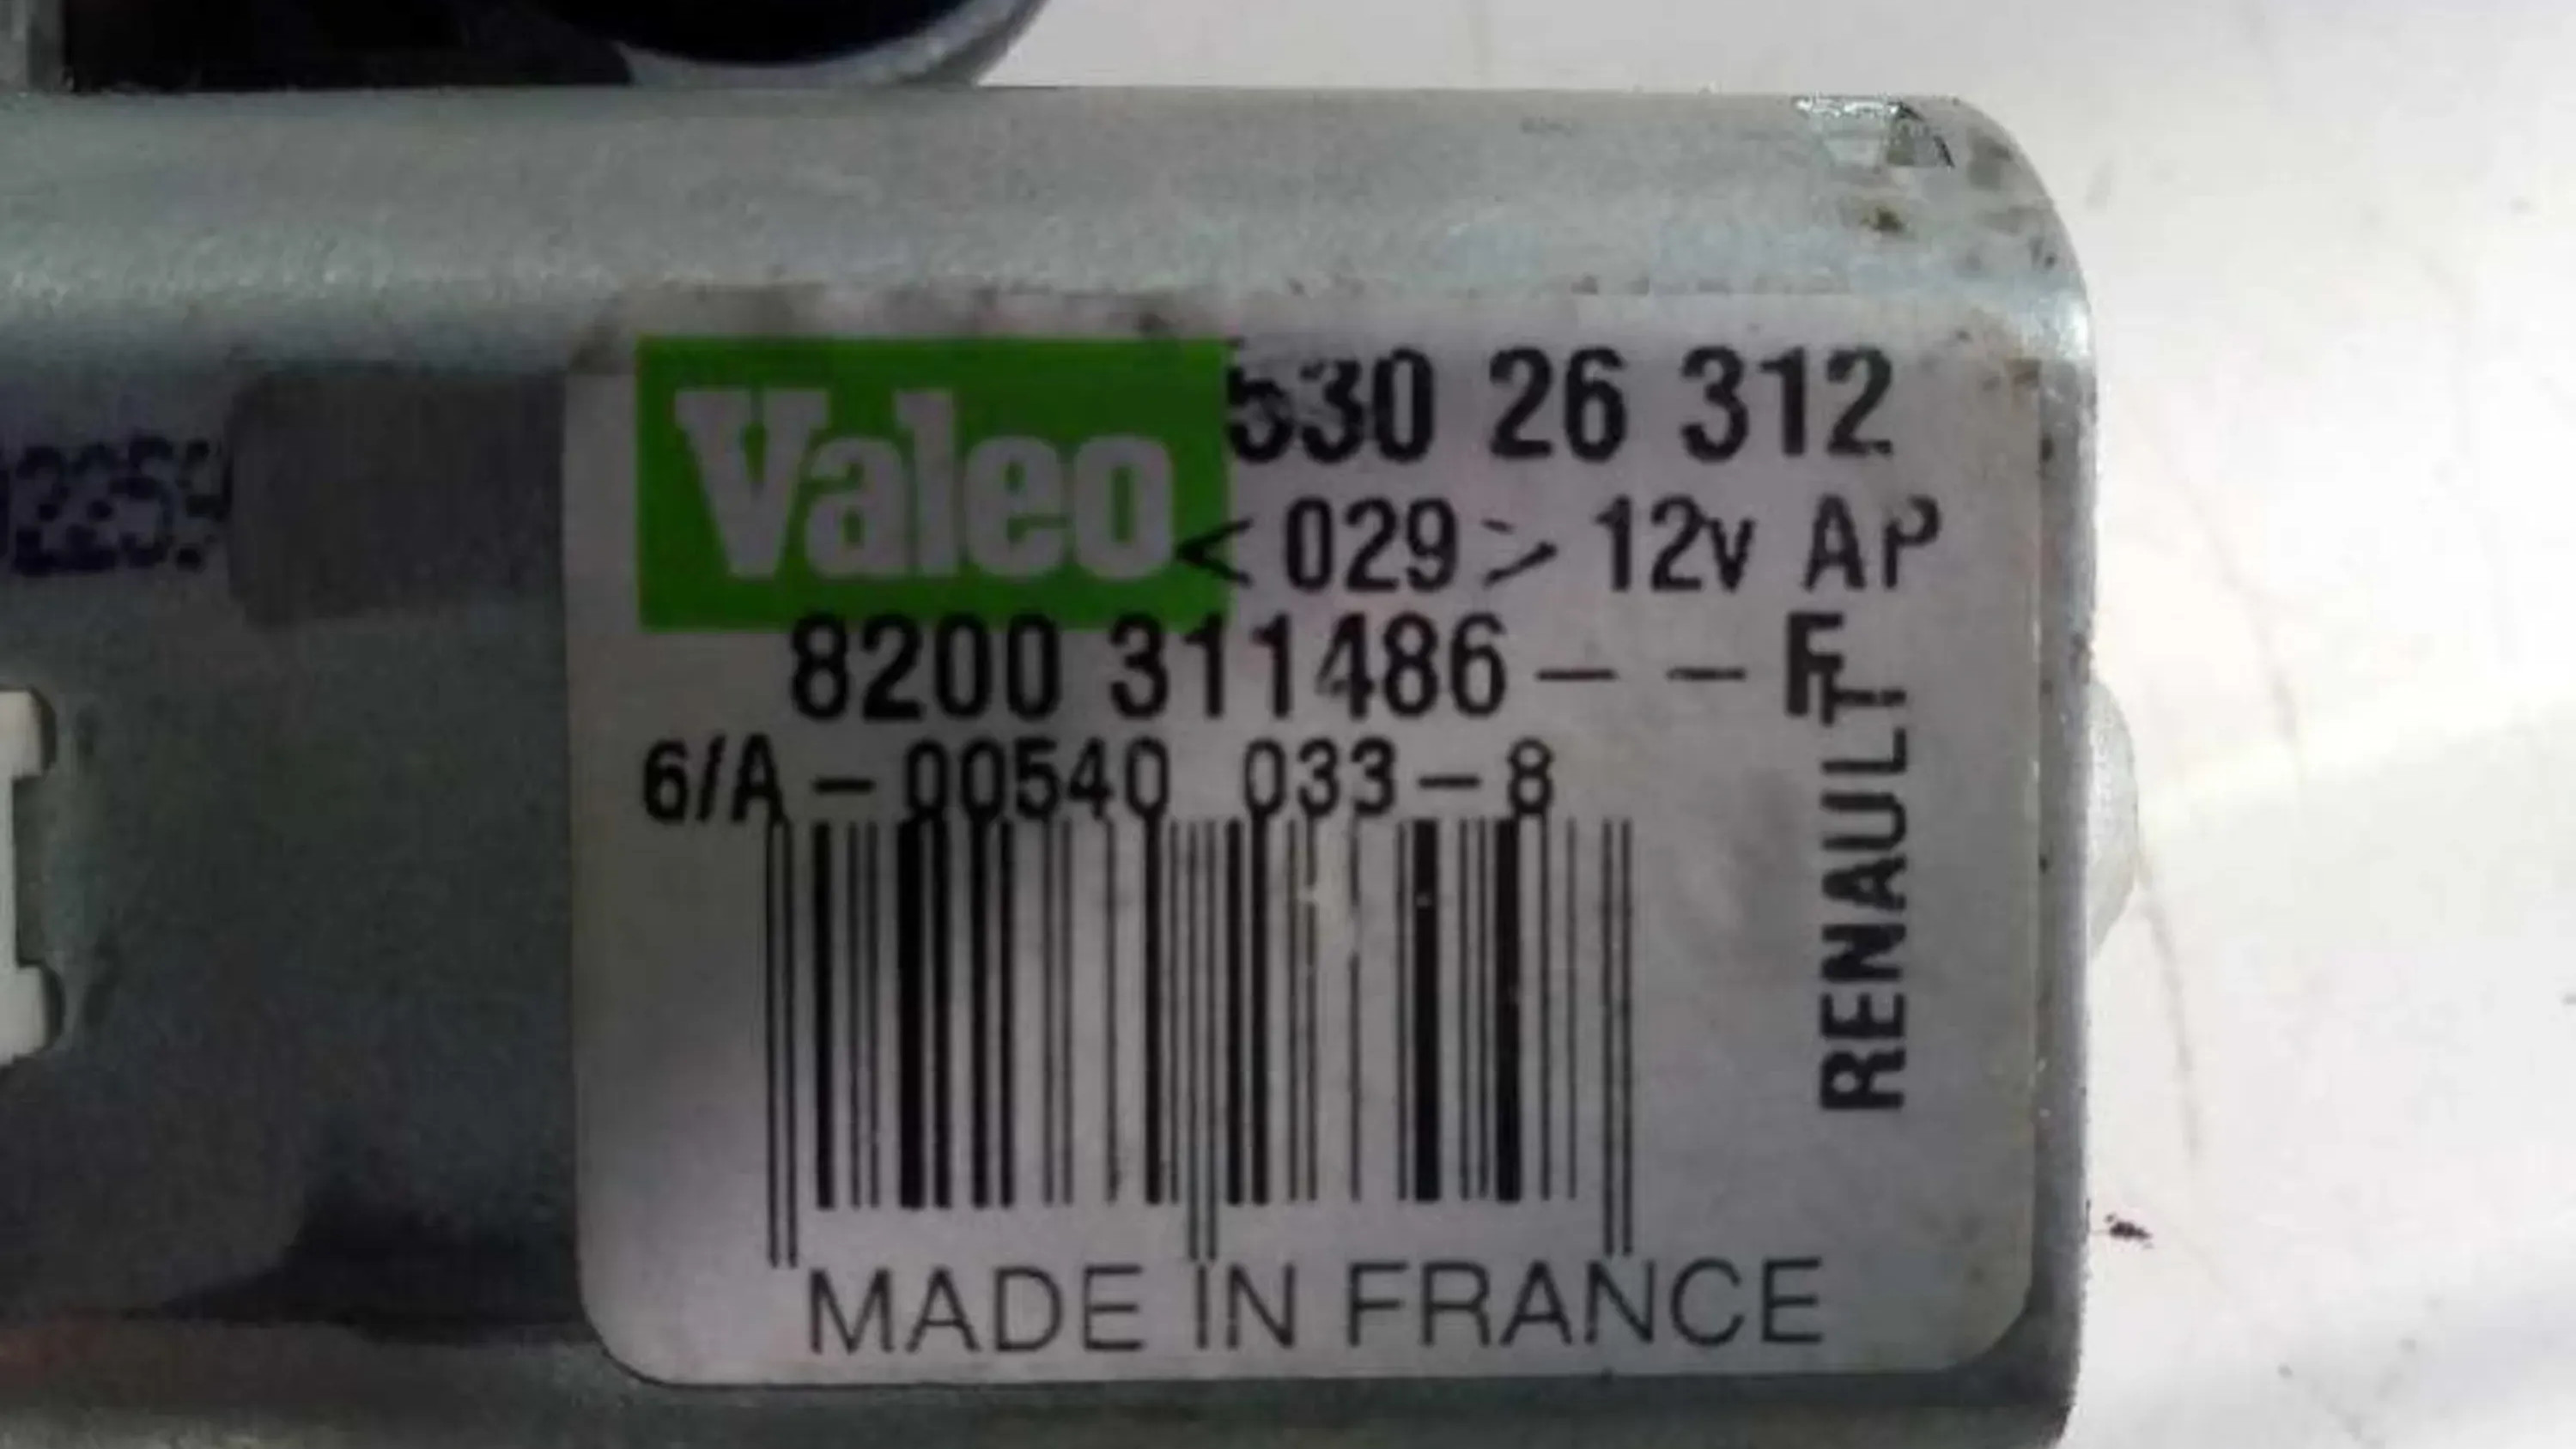 Valeo 530 26 312
<029> 12v AP
8200 311486 - - F
6/A - 00540 033 - 8
RENAULT
MADE IN FRANCE